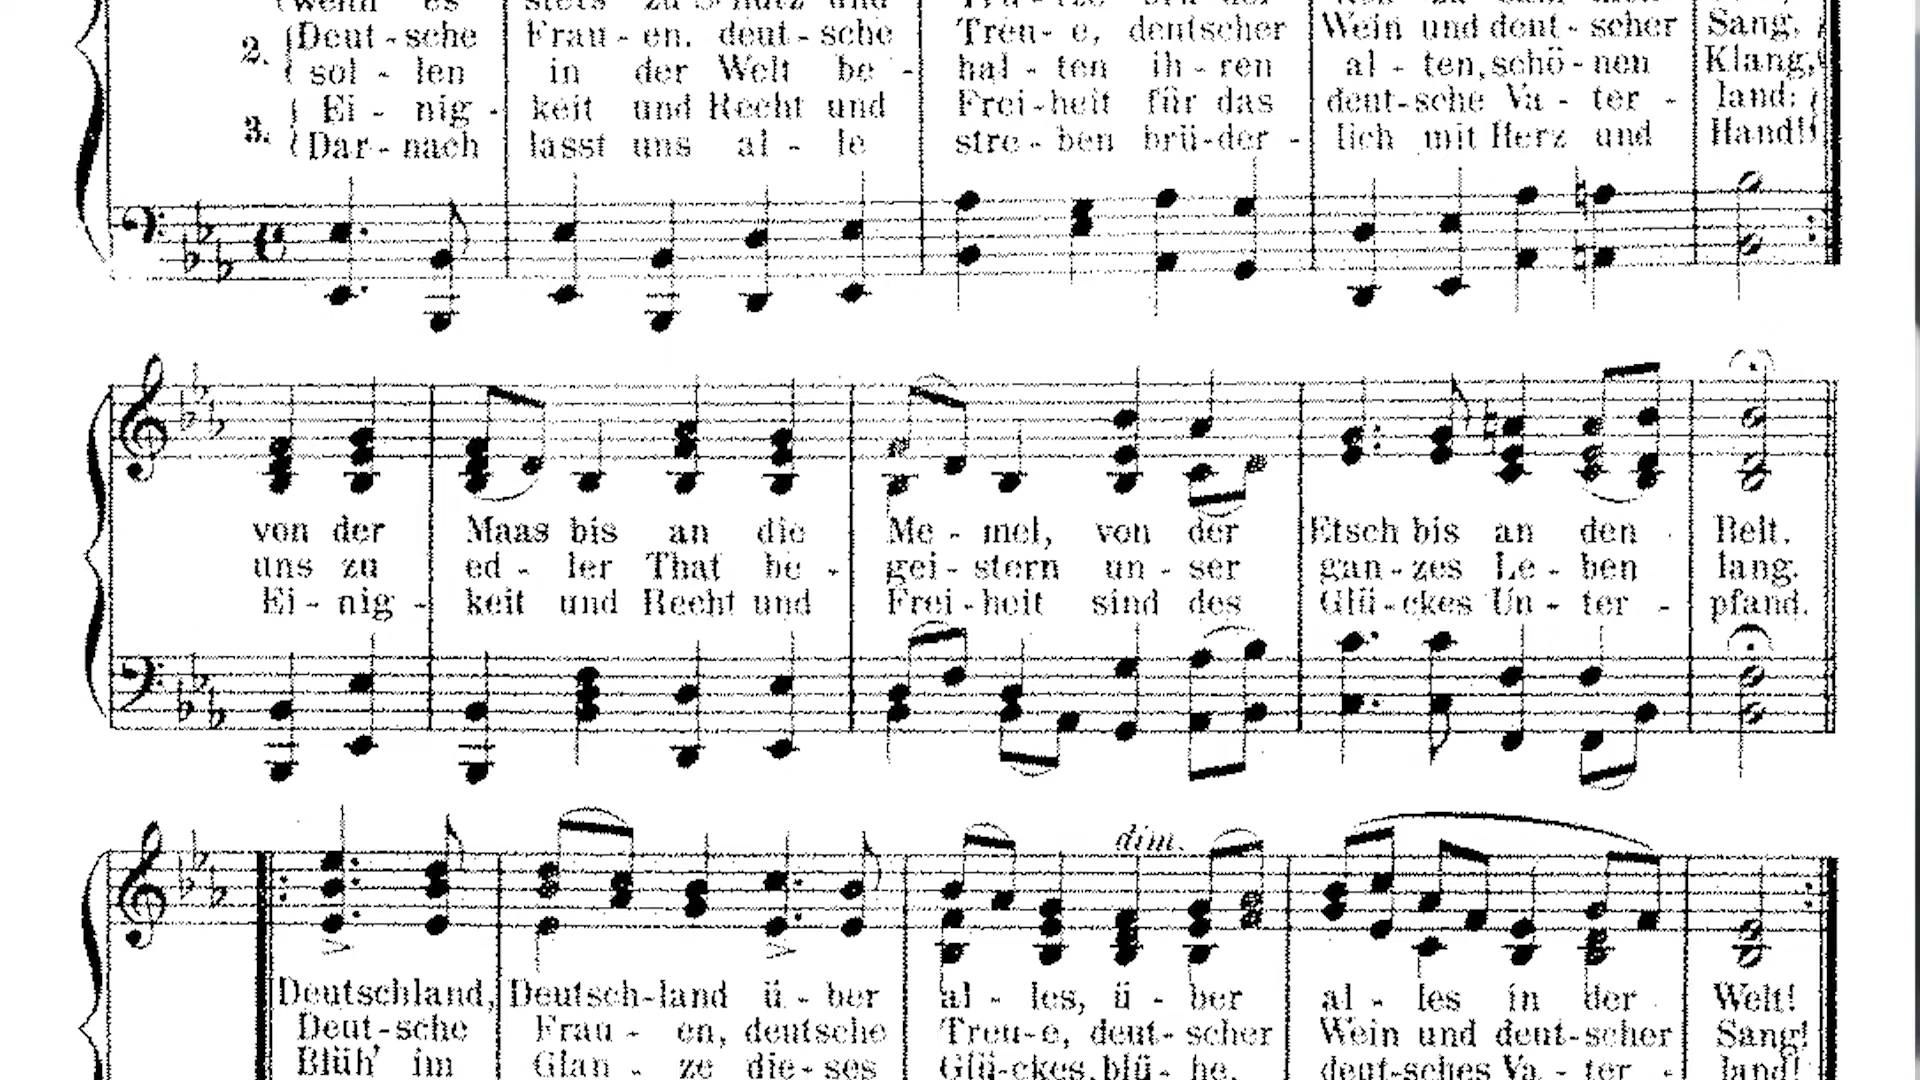 (Wenn es stets zu Schutz und
2. (Deut - sche Frau - en, deut - sche Treu - e, deutscher Wein und deut - scher Sang,
( sol - len in der Welt be - hal - ten ih - ren al - ten, schö - nen Klang,
3. ( Ei - nig - keit und Recht und Frei - heit für das deut - sche Va - ter - land:
(Dar - nach lasst uns al - le stre - ben brü - der - lich mit Herz und Hand!
von der Maas bis an die Me - mel, von der Etsch bis an den Belt.
uns zu ed - ler That be - gei - stern un - ser gan - zes Le - ben lang.
Ei - nig - keit und Recht und Frei - heit sind des Glü - ckes Un - ter - pfand.
dim.
Deutschland, Deutsch - land ü - ber al - les, ü - ber al - les in der Welt!
Deut - sche Frau - en, deutsche Treu - e, deut - scher Wein und deut - scher Sang!
Blüh' im Glan - ze die - ses Glü - ckes, blü - he, deut - sches Va - ter - land!